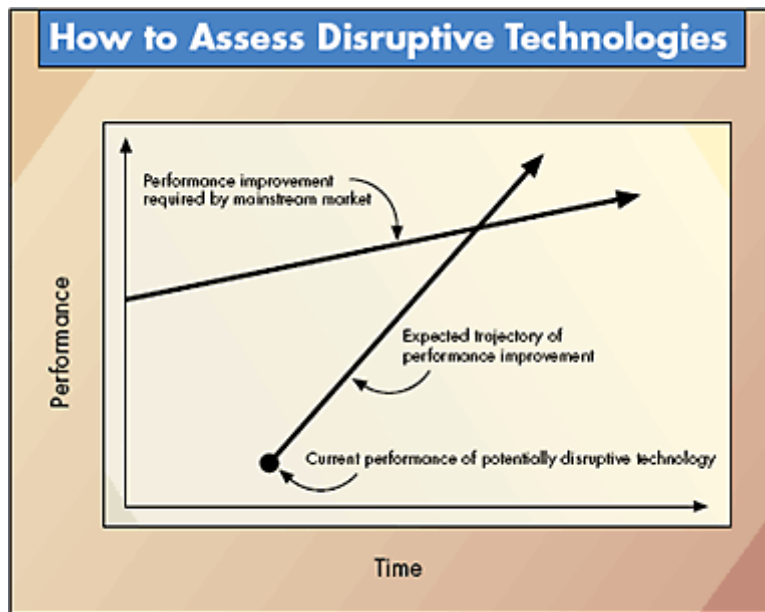 How to Assess Disruptive Technologies
Performance improvement
required by mainstream market
Performance
Expected trajectory of
performance improvement
Current performance of potentially disruptive technology
Time